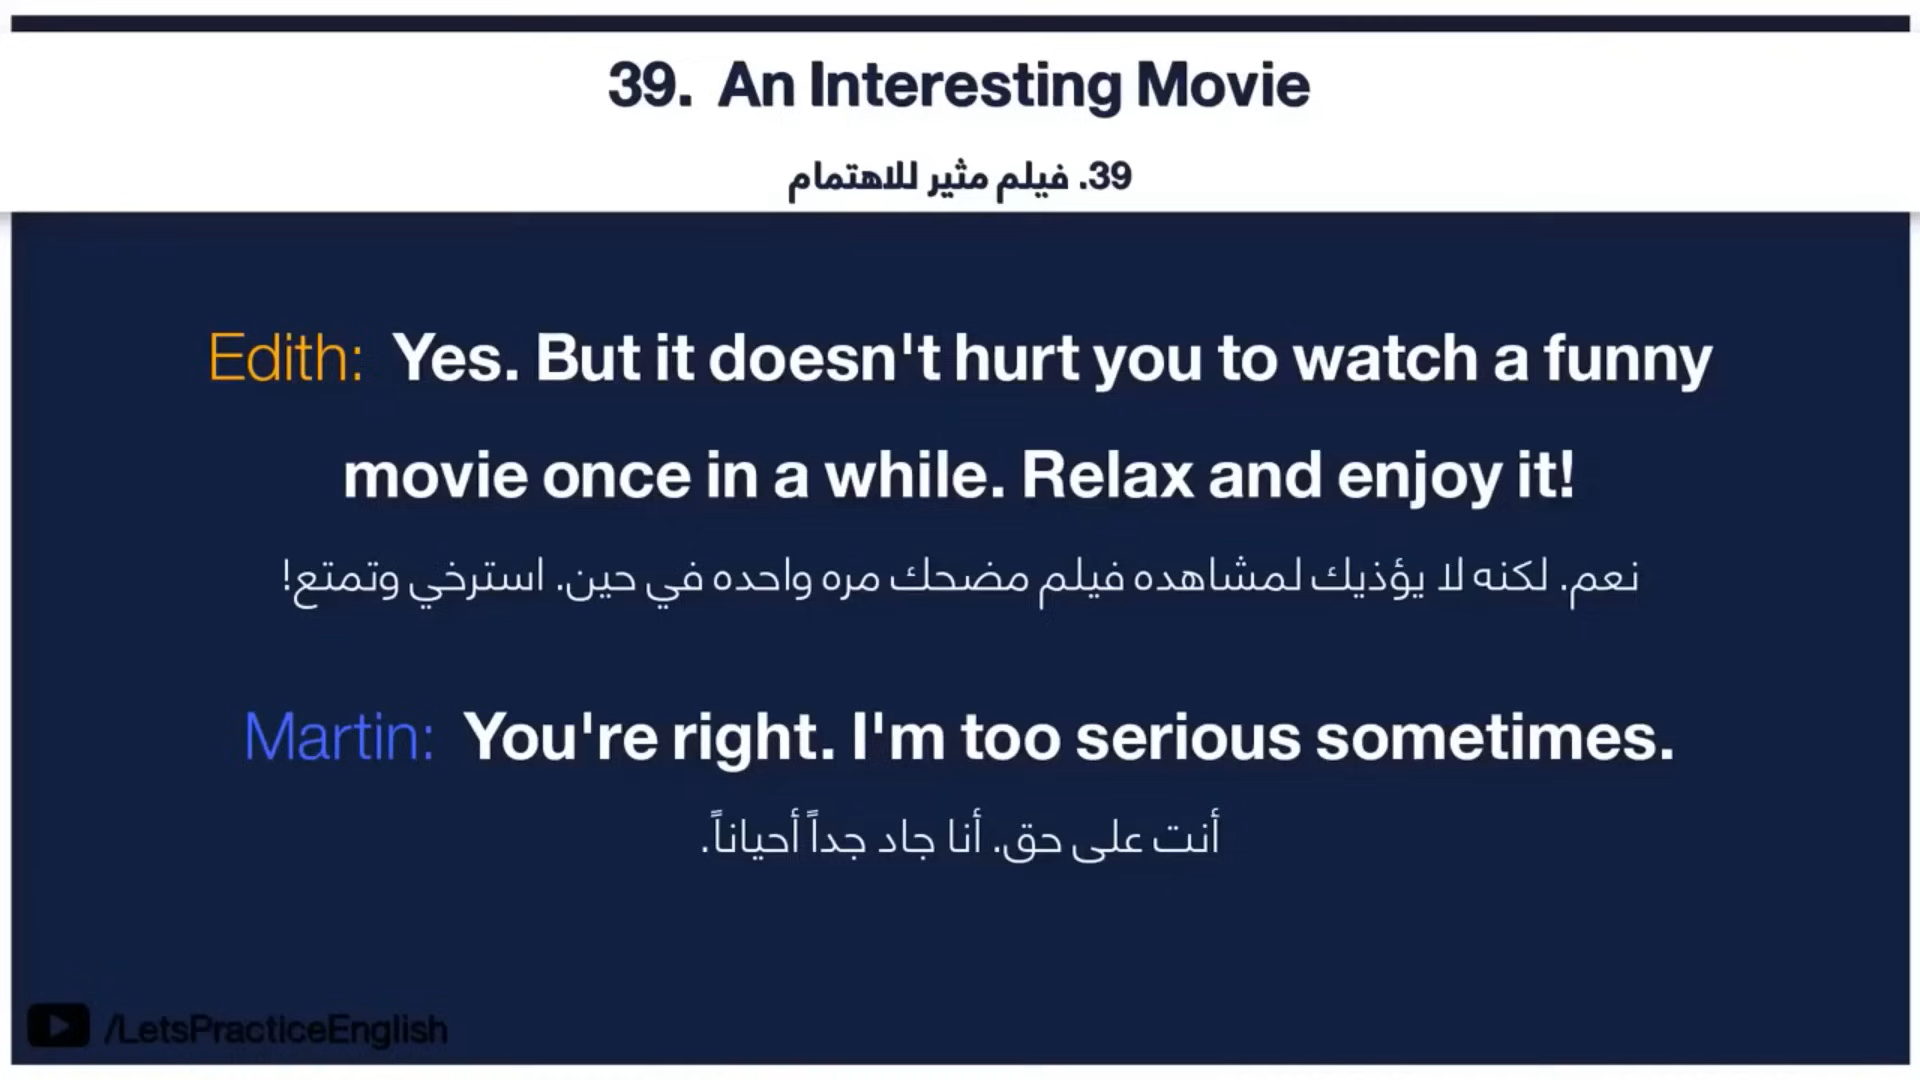 39. An Interesting Movie
39. فيلم مثير للاهتمام
Edith: Yes. But it doesn't hurt you to watch a funny
movie once in a while. Relax and enjoy it!
نعم. لكنه لا يؤذيك لمشاهده فيلم مضحك مره واحده في حين. استرخي وتمتع!
Martin: You're right. I'm too serious sometimes.
أنت على حق. أنا جاد جداً أحياناً.
/LetsPracticeEnglish